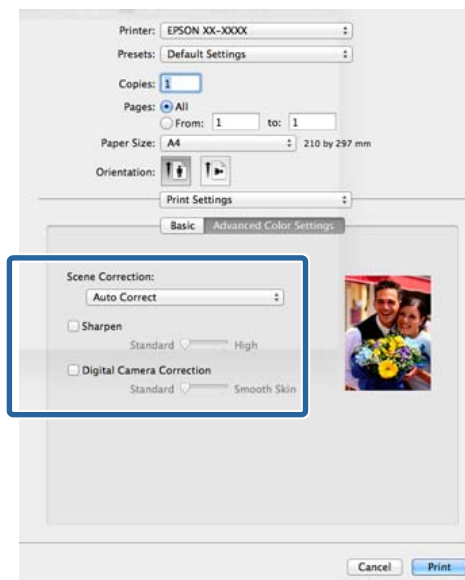 Printer: EPSON XX-XXXX
Presets: Default Settings
Copies: 1
Pages: All
From: 1 to: 1
Paper Size: A4 210 by 297 mm
Orientation:
Print Settings
Basic Advanced Color Settings
Scene Correction:
Auto Correct
Sharpen
Standard High
Digital Camera Correction
Standard Smooth Skin
Cancel Print